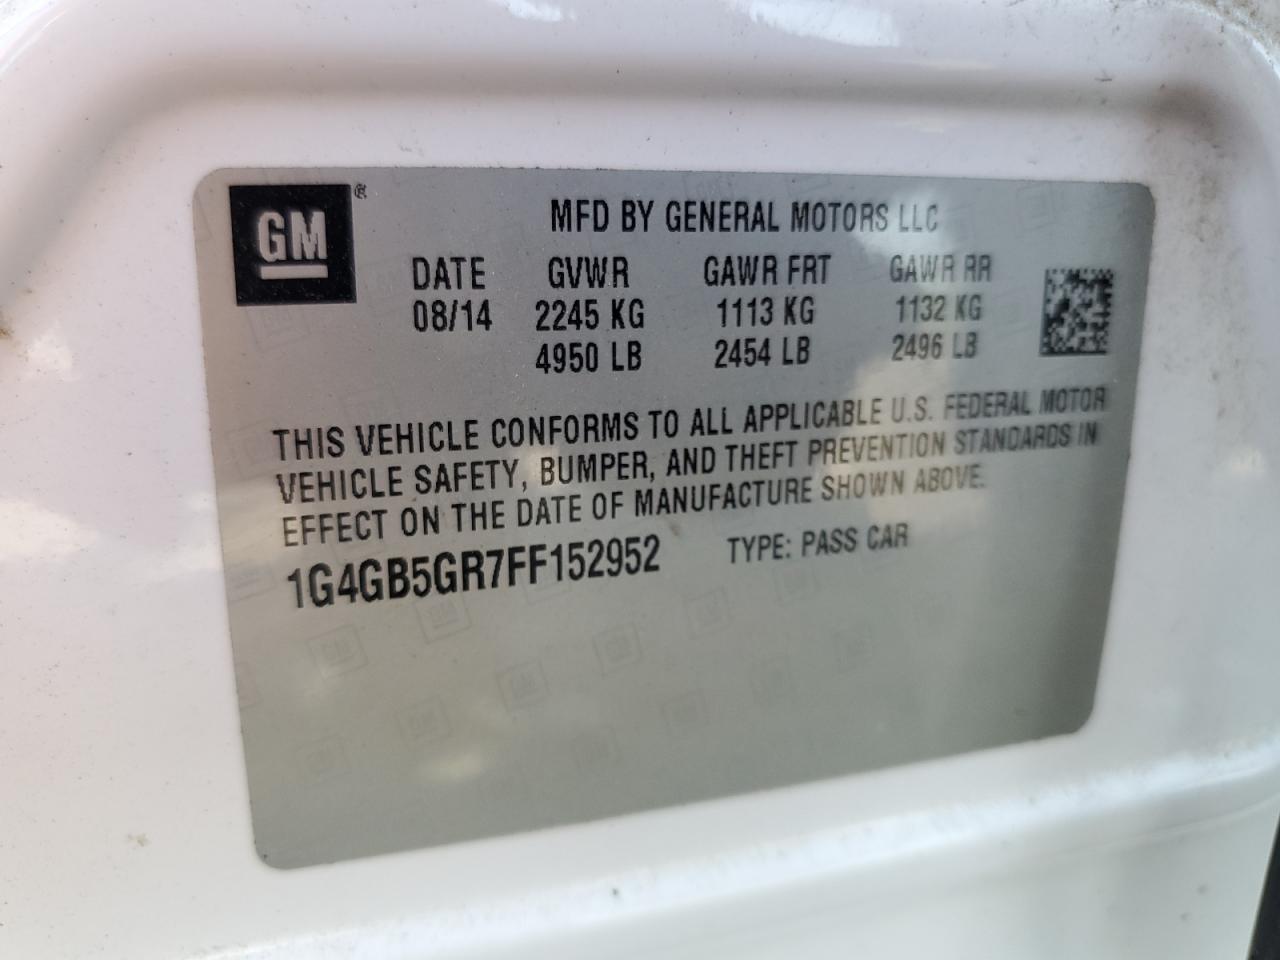 GM ®
MFD BY GENERAL MOTORS LLC
DATE GVWR GAWR FRT GAWR RR
08/14 2245 KG 1113 KG 1132 KG
4950 LB 2454 LB 2496 LB
THIS VEHICLE CONFORMS TO ALL APPLICABLE U.S. FEDERAL MOTOR
VEHICLE SAFETY, BUMPER, AND THEFT PREVENTION STANDARDS IN
EFFECT ON THE DATE OF MANUFACTURE SHOWN ABOVE.
1G4GB5GR7FF152952 TYPE: PASS CAR